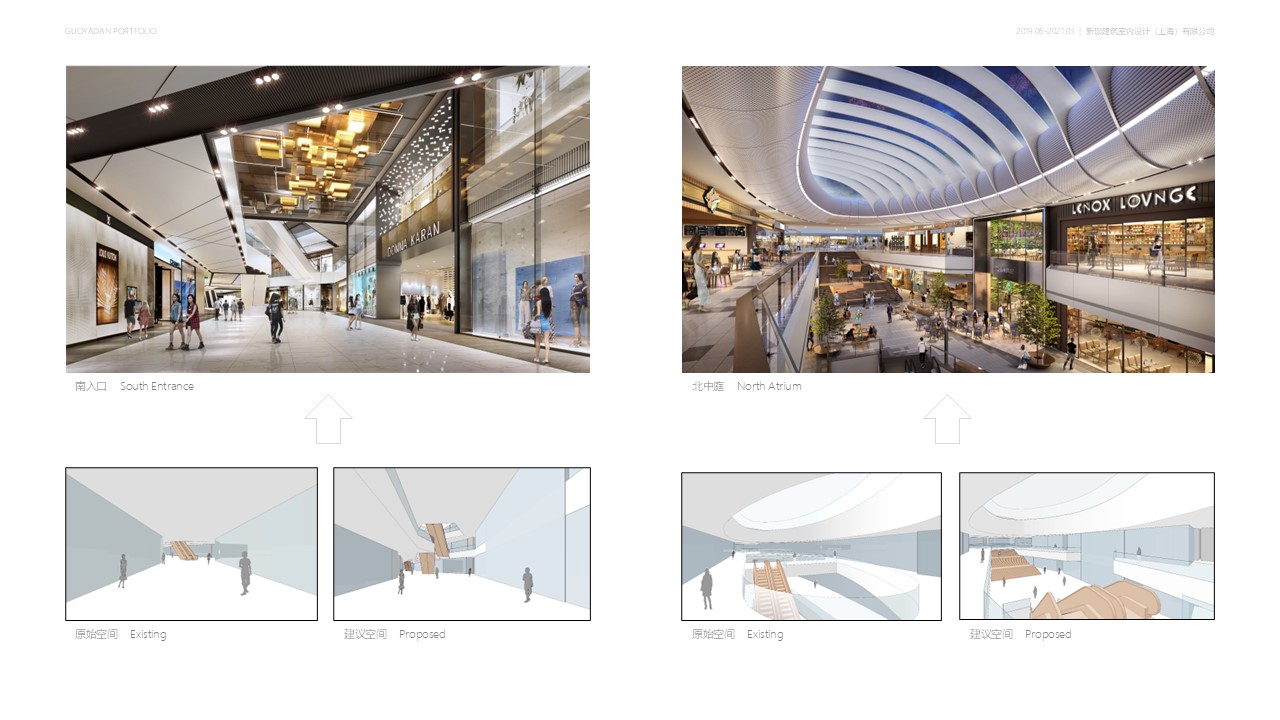 GUOYADAN PORTFOLIO
2019.06-2021.03 | 新珈建筑室内设计（上海）有限公司
DONNA KARAN
LENOX LOVNGE
南入口 South Entrance
北中庭 North Atrium
原始空间 Existing
建议空间 Proposed
原始空间 Existing
建议空间 Proposed